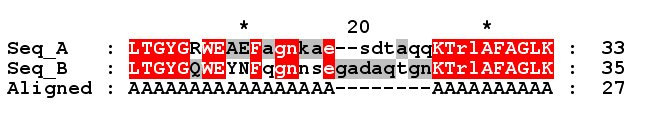 * 20 *
Seq_A : LTGYGRWEAEFagnkae--sdtaqqKTrlAFAGLK : 33
Seq_B : LTGYGQWEYNFqgnnsegadaqtgnKTrlAFAGLK : 35
Aligned : AAAAAAAAAAAAAAAAA--------AAAAAAAAAA : 27